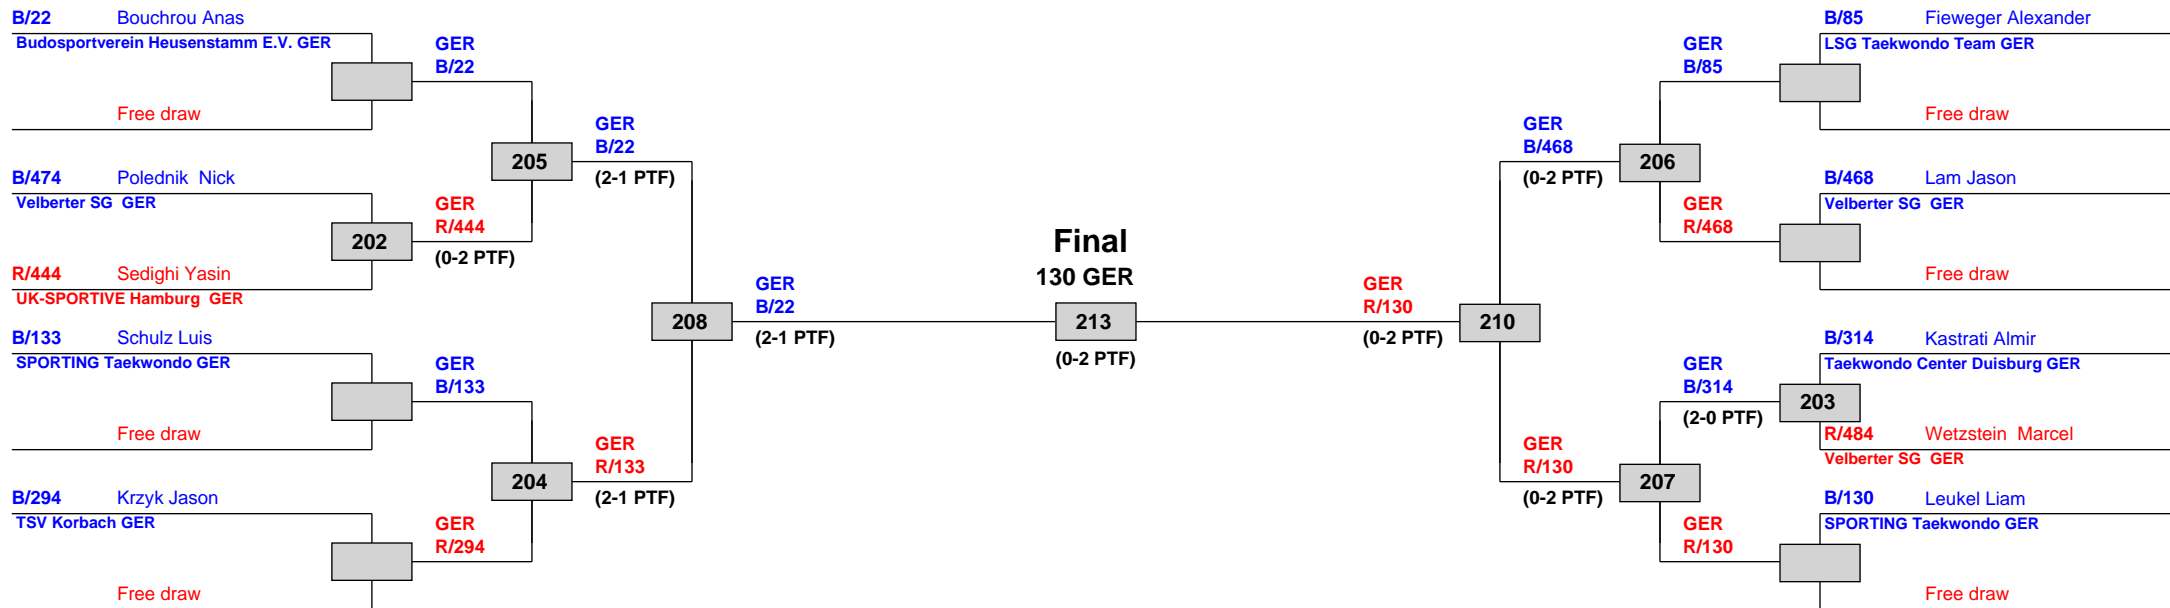 B/22 Bouchrou Anas
Budosportverein Heusenstamm E.V. GER
Free draw
B/474 Polednik Nick
Velberter SG GER
202
R/444 Sedighi Yasin
UK-SPORTIVE Hamburg GER
B/133 Schulz Luis
SPORTING Taekwondo GER
Free draw
B/294 Krzyk Jason
TSV Korbach GER
Free draw
GER
B/22
GER
R/444
(0-2 PTF)
GER
B/133
GER
R/294
205
204
GER
B/22
(2-1 PTF)
GER
R/133
(2-1 PTF)
208
GER
B/22
(2-1 PTF)
Final
130 GER
213
(0-2 PTF)
GER
R/130
(0-2 PTF)
210
GER
B/468
(0-2 PTF)
GER
R/130
(0-2 PTF)
206
207
GER
B/85
GER
R/468
GER
B/314
(2-0 PTF)
GER
R/130
B/85 Fieweger Alexander
LSG Taekwondo Team GER
Free draw
B/468 Lam Jason
Velberter SG GER
Free draw
B/314 Kastrati Almir
Taekwondo Center Duisburg GER
203
R/484 Wetzstein Marcel
Velberter SG GER
B/130 Leukel Liam
SPORTING Taekwondo GER
Free draw